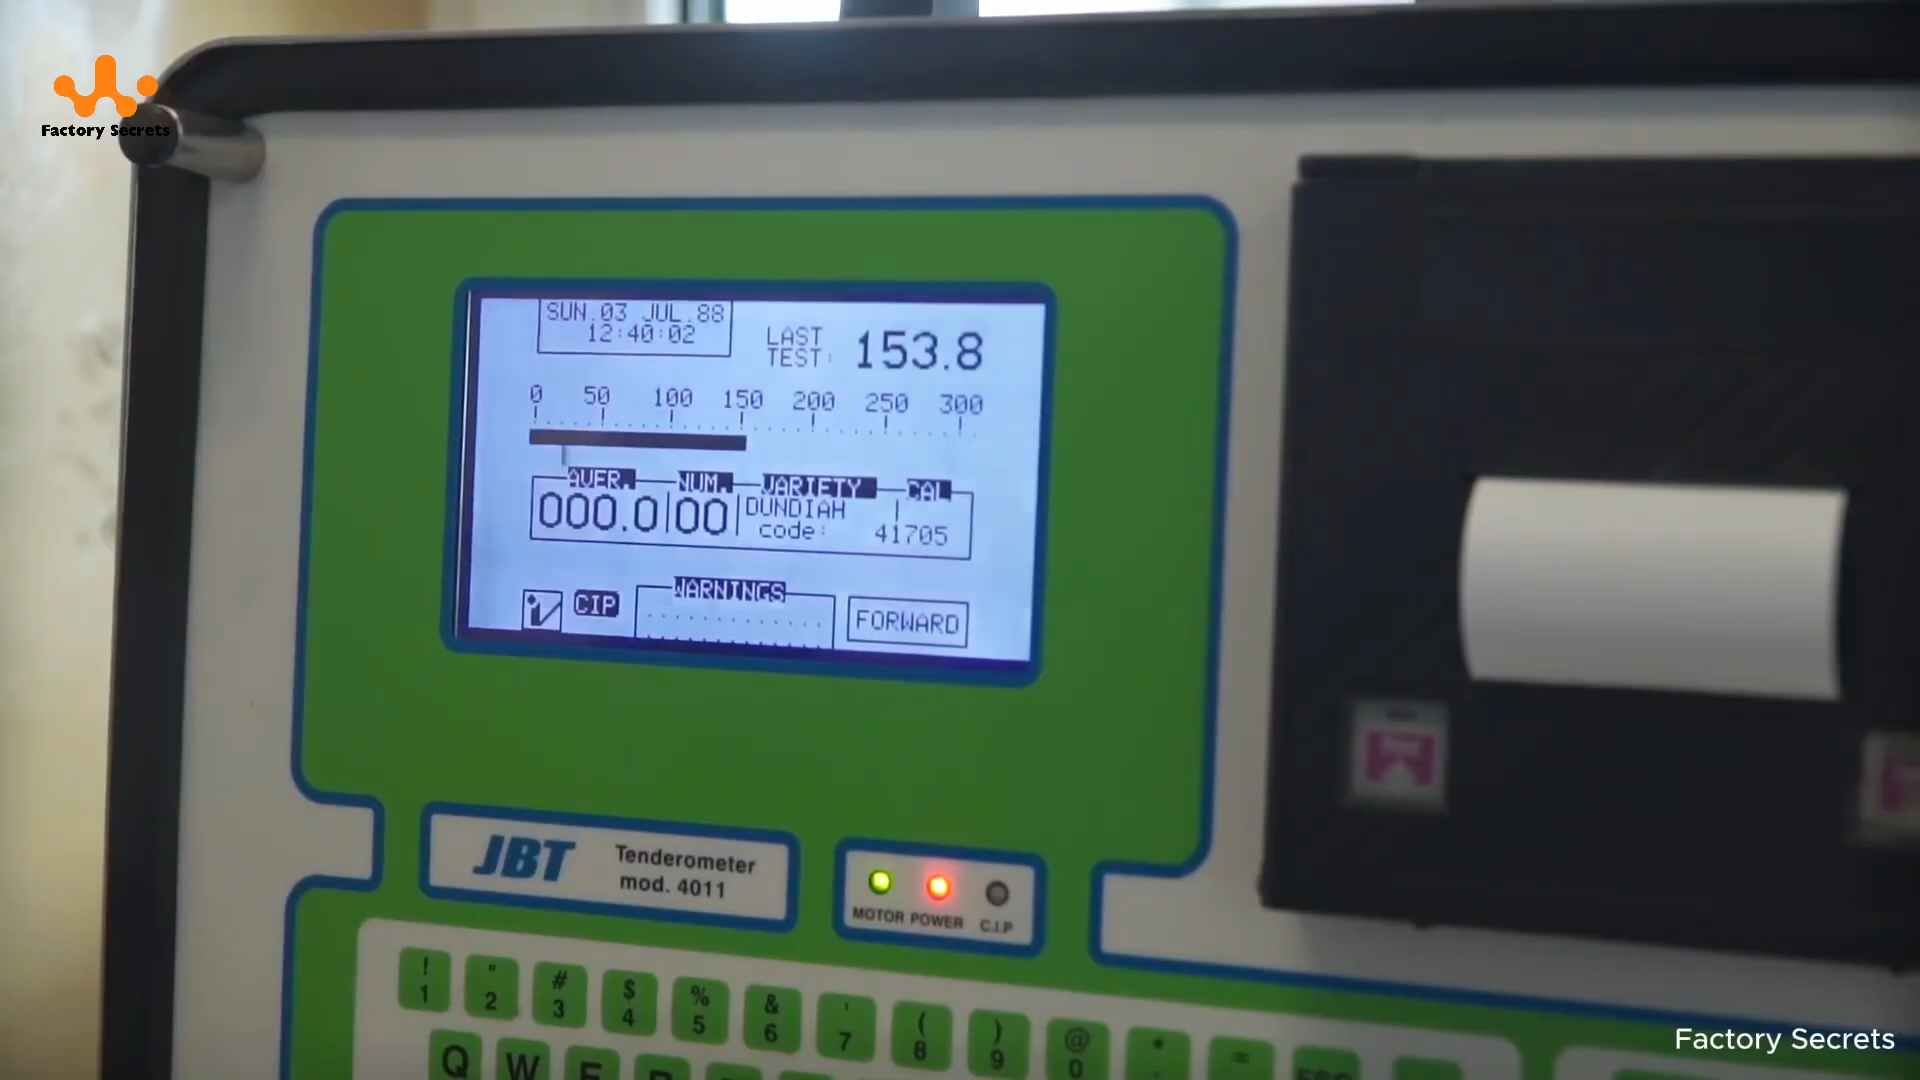 Factory Secrets
SUN.03 JUL.88
12:40:02
LAST
TEST: 153.8
0 50 100 150 200 250 300
AVER. NUM. VARIETY CAL
000.0 00 DUNDIAH
code: 41705
CIP WARNINGS FORWARD
JBT Tenderometer
mod. 4011
MOTOR POWER C.I.P
! " # $ % & ' ( ) @ * =
1 2 3 4 5 6 7 8 9 0
Q W E
Factory Secrets